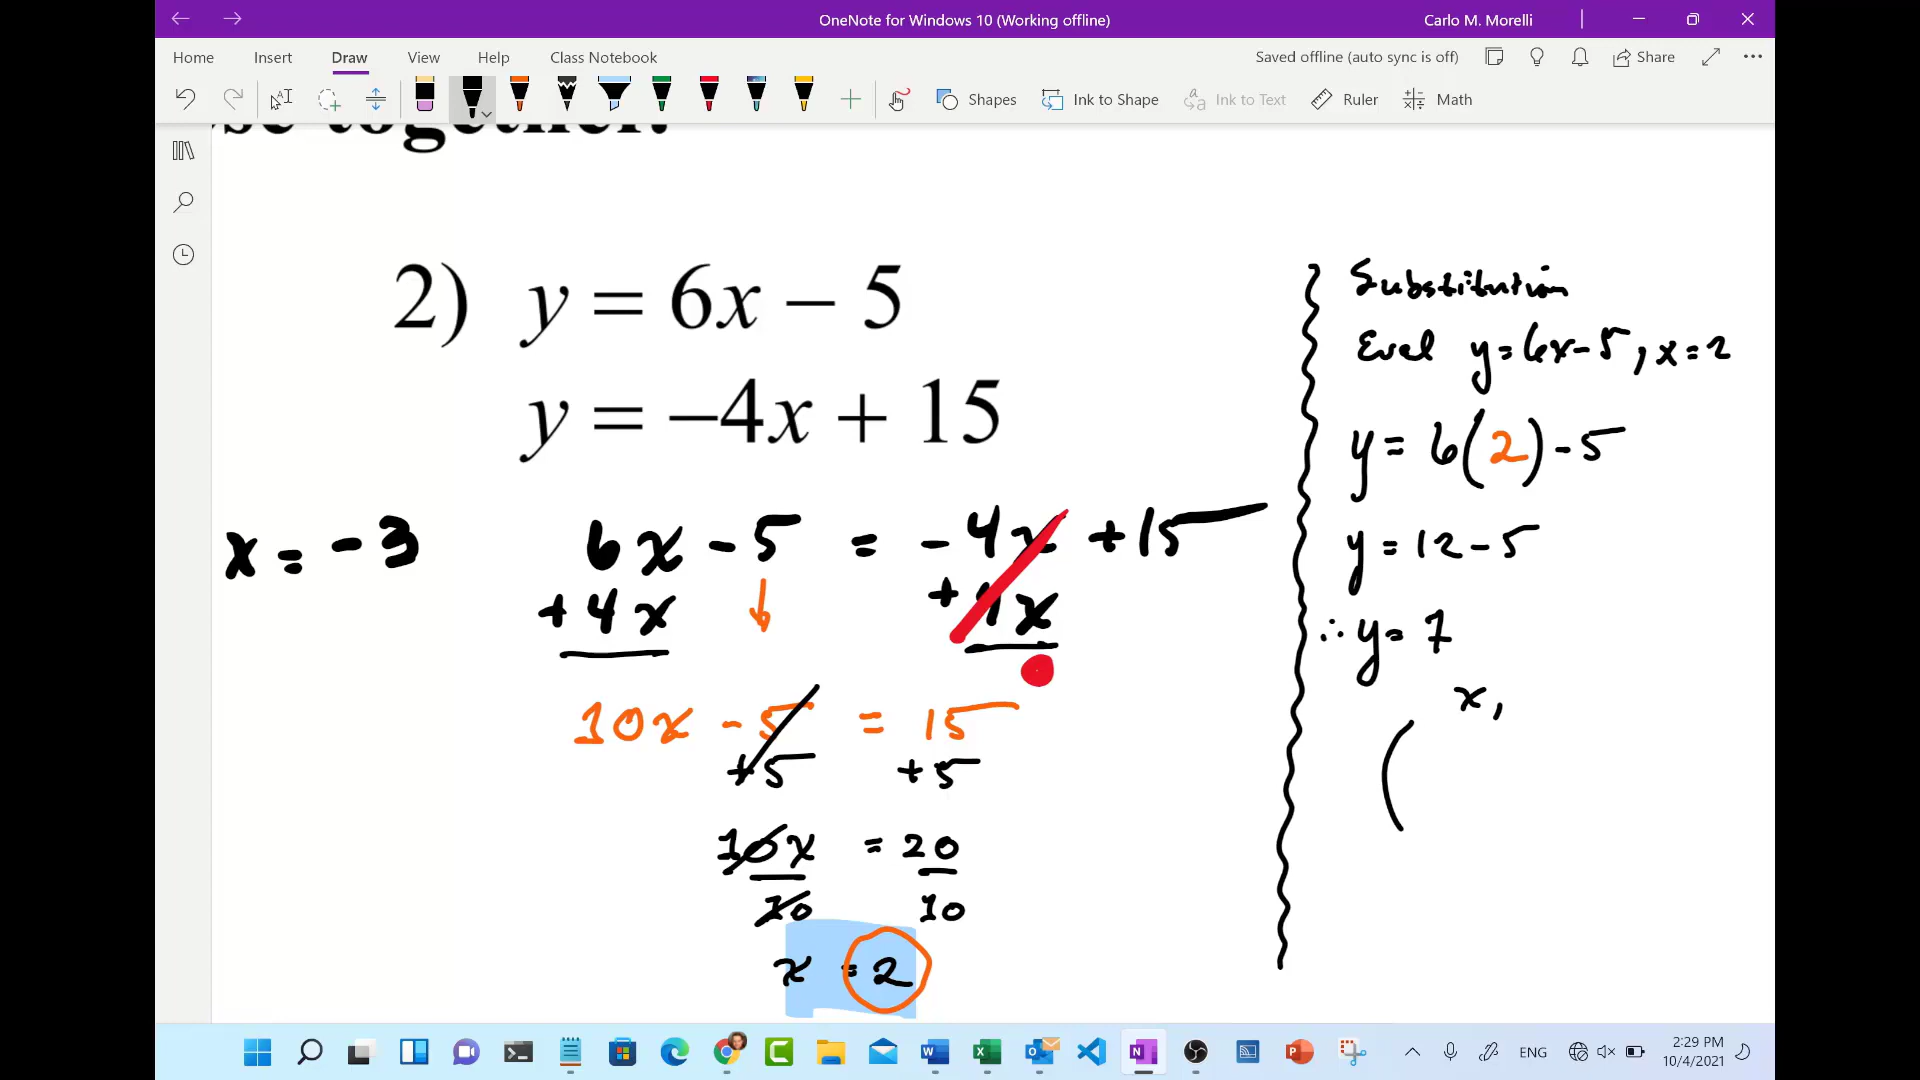 OneNote for Windows 10 (Working offline)
Carlo M. Morelli
Home Insert Draw View Help Class Notebook
Saved offline (auto sync is off) Share
Shapes Ink to Shape Ink to Text Ruler Math
se together.
2) y = 6x − 5
y = −4x + 15
x = -3
6x - 5 = -4x + 15
+4x +4x
10x - 5 = 15
+5 +5
10x = 20
10 10
x = 2
Substitution
Eval y = 6x - 5, x = 2
y = 6(2) - 5
y = 12 - 5
∴ y = 7
x,
(
ENG
2:29 PM
10/4/2021